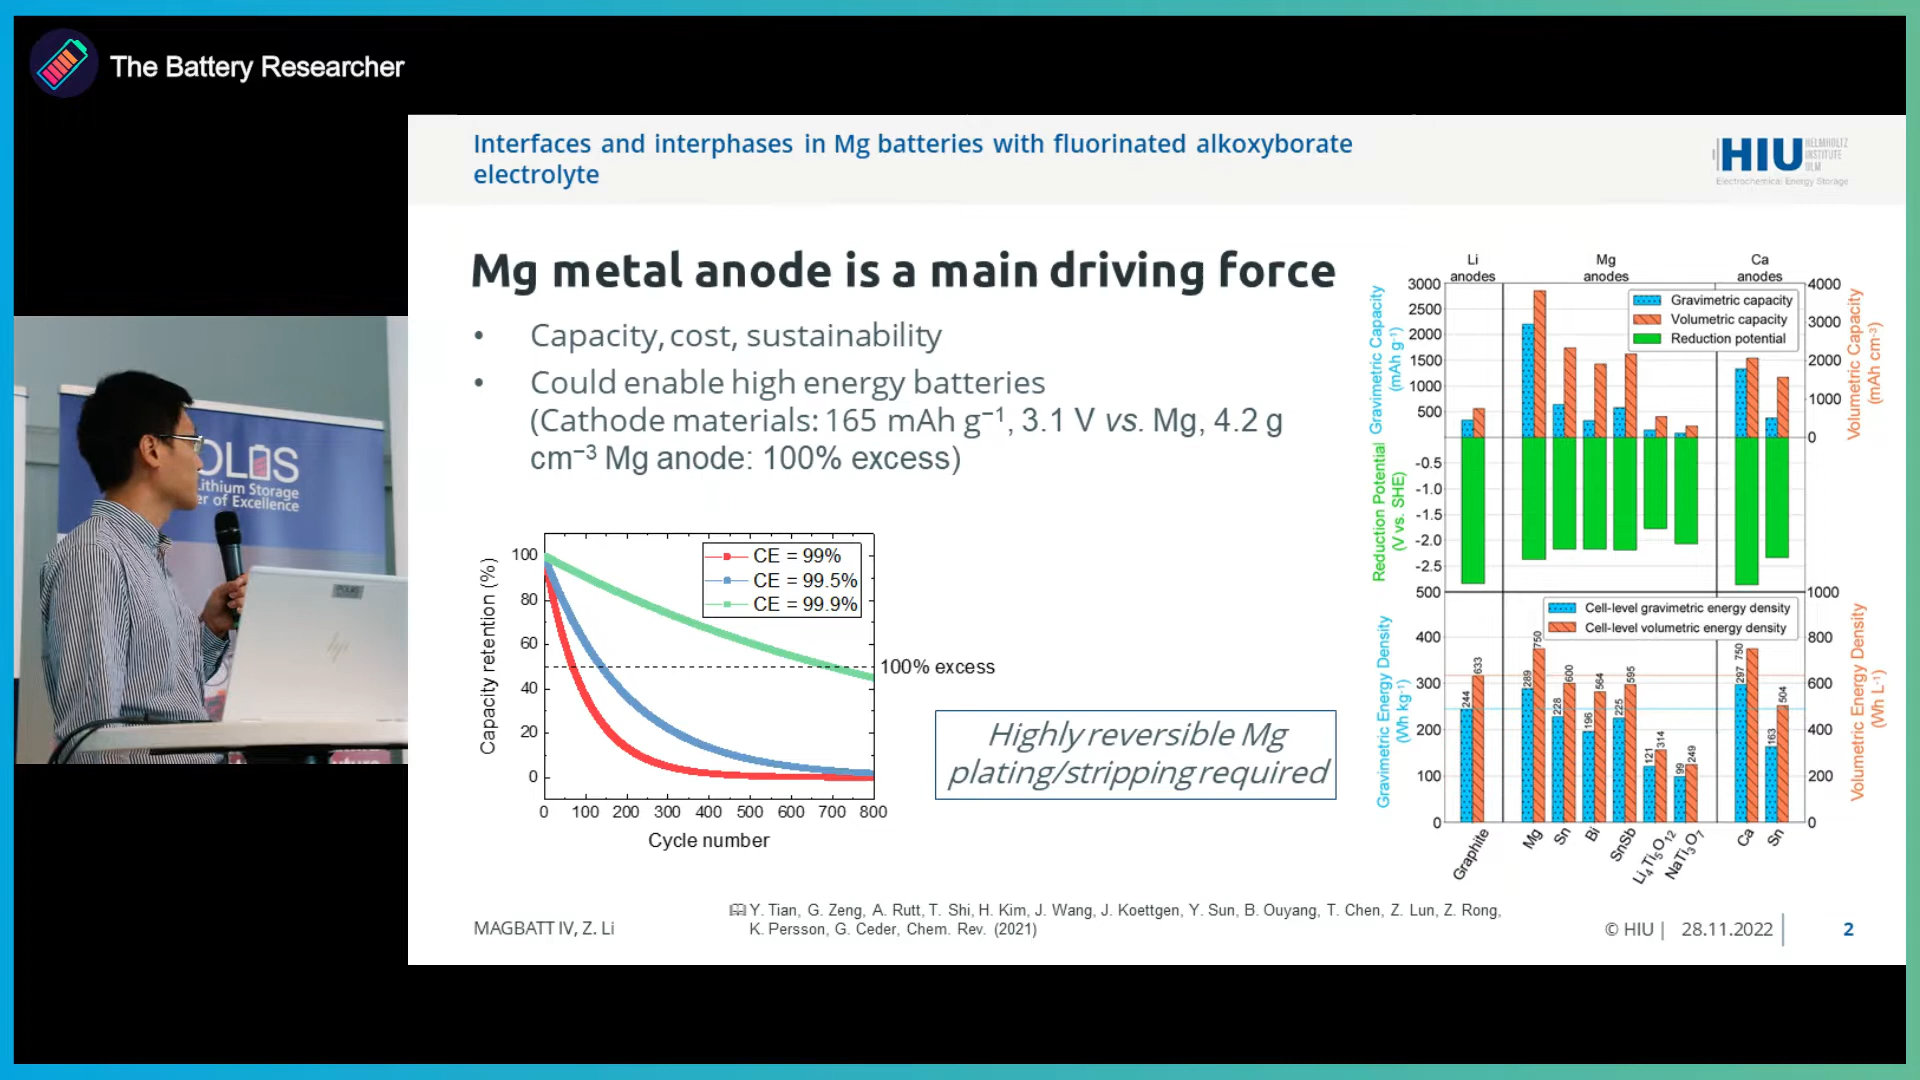 The Battery Researcher
Interfaces and interphases in Mg batteries with fluorinated alkoxyborate
electrolyte
HIU
HELMHOLTZ
INSTITUTE
ULM
Electrochemical Energy Storage
Mg metal anode is a main driving force
• Capacity, cost, sustainability
• Could enable high energy batteries
(Cathode materials: 165 mAh g⁻¹, 3.1 V vs. Mg, 4.2 g
cm⁻³ Mg anode: 100% excess)
OLiS
Lithium Storage
er of Excellence
POLiS
hp
Capacity retention (%)
100
80
60
40
20
0
CE = 99%
CE = 99.5%
CE = 99.9%
100% excess
0 100 200 300 400 500 600 700 800
Cycle number
Highly reversible Mg
plating/stripping required
Li
anodes
Mg
anodes
Ca
anodes
Gravimetric Capacity
(mAh g⁻¹)
3000
2500
2000
1500
1000
500
Gravimetric capacity
Volumetric capacity
Reduction potential
4000
3000
2000
1000
0
Volumetric Capacity
(mAh cm⁻³)
Reduction Potential
(V vs. SHE)
-0.5
-1.0
-1.5
-2.0
-2.5
Gravimetric Energy Density
(Wh kg⁻¹)
500
400
300
200
100
0
Cell-level gravimetric energy density
Cell-level volumetric energy density
244 633 289 750 228 600 196 564 225 595 121 314 99 249 297 750 163 504
1000
800
600
400
200
0
Volumetric Energy Density
(Wh L⁻¹)
Graphite Mg Sn Bi SnSb Li₄Ti₅O₁₂ NaTi₃O₇ Ca Sn
MAGBATT IV, Z. Li
Y. Tian, G. Zeng, A. Rutt, T. Shi, H. Kim, J. Wang, J. Koettgen, Y. Sun, B. Ouyang, T. Chen, Z. Lun, Z. Rong,
K. Persson, G. Ceder, Chem. Rev. (2021)
© HIU | 28.11.2022
2